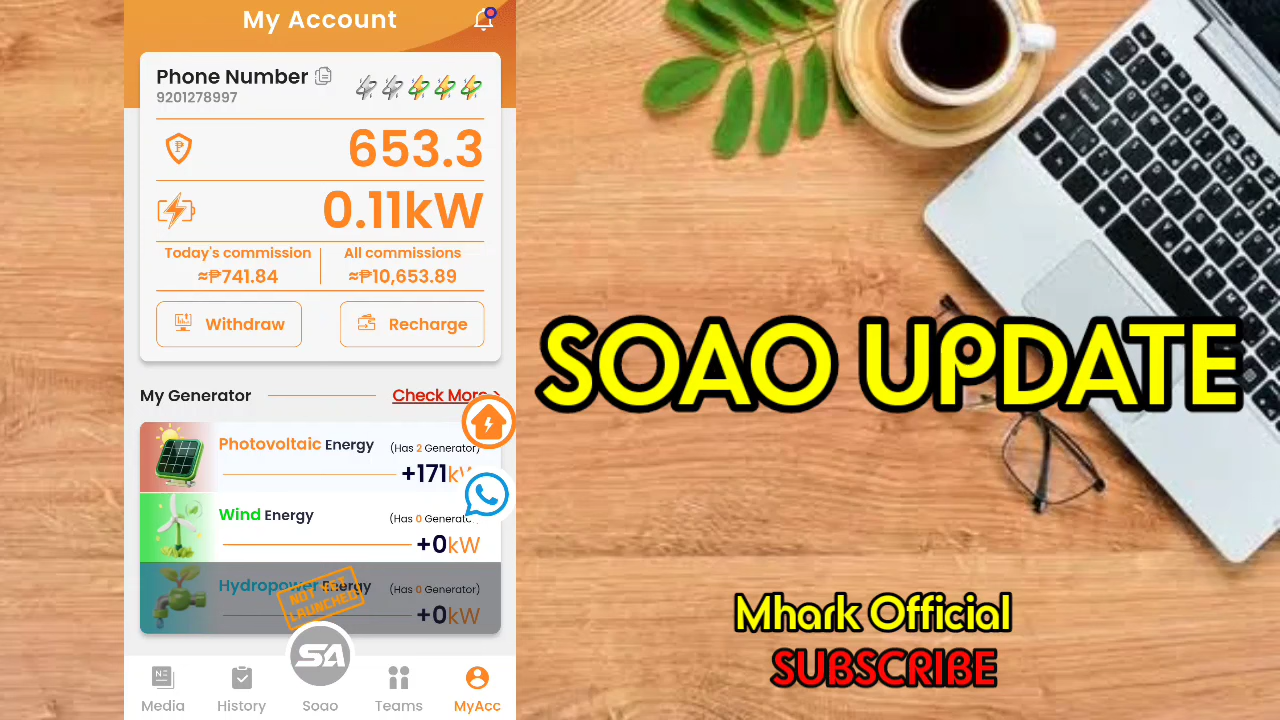 My Account
Phone Number
9201278997
653.3
0.11kW
Today's commission
All commissions
≈₱741.84
≈₱10,653.89
Withdraw
Recharge
My Generator
Check More
Photovoltaic Energy
(Has 2 Generator)
+171kW
Wind Energy
(Has 0 Generato
+0kW
Hydropower Energy
(Has 0 Generator)
NOT YET
LAUNCHED!
+0kW
SA
Media
History
Soao
Teams
MyAcc
SOAO UPDATE
Mhark Official
SUBSCRIBE